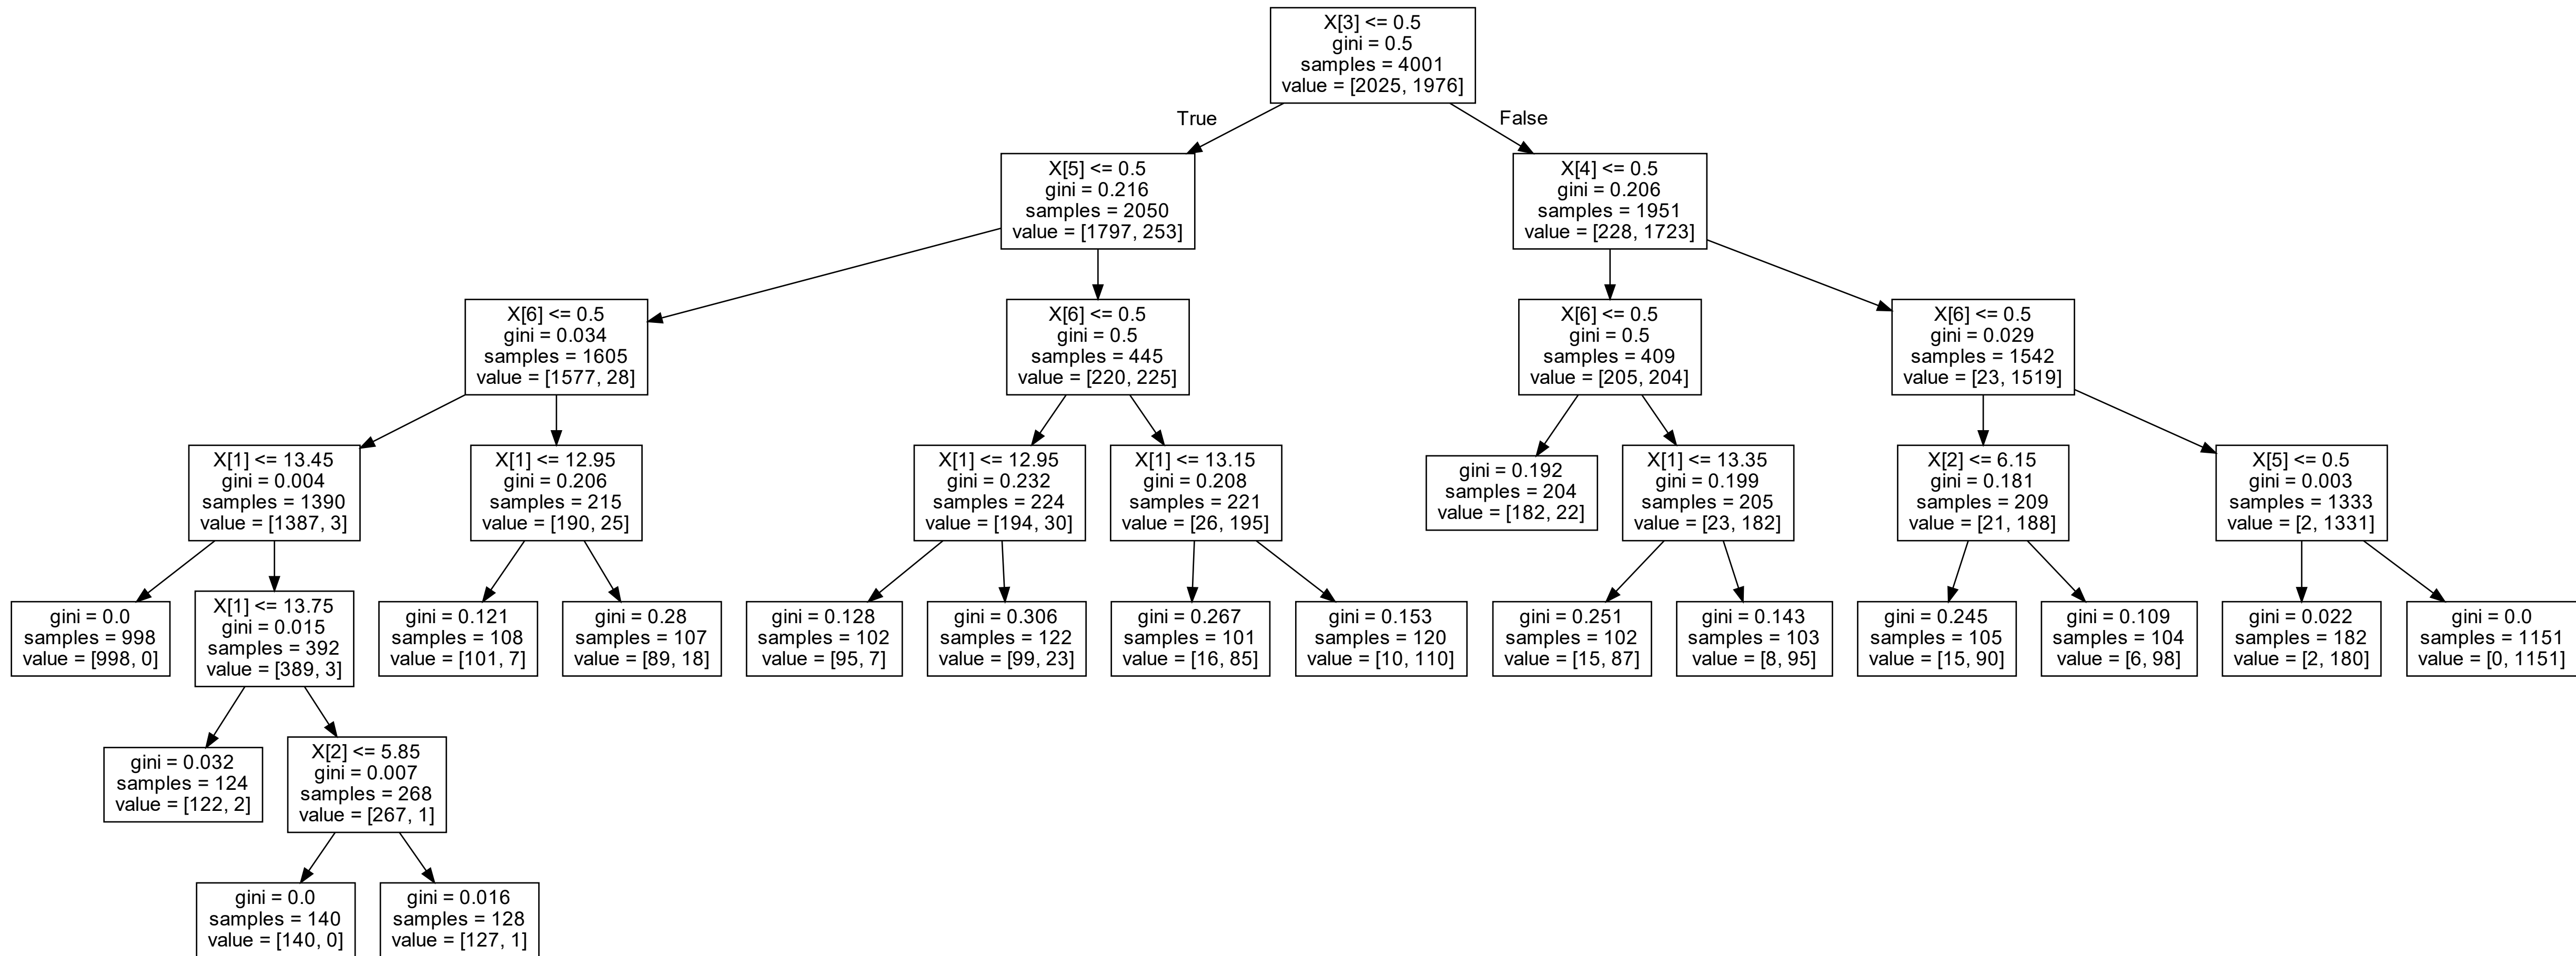 X[3] <= 0.5
gini = 0.5
samples = 4001
value = [2025, 1976]
True
False
X[5] <= 0.5
gini = 0.216
samples = 2050
value = [1797, 253]
X[4] <= 0.5
gini = 0.206
samples = 1951
value = [228, 1723]
X[6] <= 0.5
gini = 0.034
samples = 1605
value = [1577, 28]
X[6] <= 0.5
gini = 0.5
samples = 445
value = [220, 225]
X[6] <= 0.5
gini = 0.5
samples = 409
value = [205, 204]
X[6] <= 0.5
gini = 0.029
samples = 1542
value = [23, 1519]
X[1] <= 13.45
gini = 0.004
samples = 1390
value = [1387, 3]
X[1] <= 12.95
gini = 0.206
samples = 215
value = [190, 25]
X[1] <= 12.95
gini = 0.232
samples = 224
value = [194, 30]
X[1] <= 13.15
gini = 0.208
samples = 221
value = [26, 195]
gini = 0.192
samples = 204
value = [182, 22]
X[1] <= 13.35
gini = 0.199
samples = 205
value = [23, 182]
X[2] <= 6.15
gini = 0.181
samples = 209
value = [21, 188]
X[5] <= 0.5
gini = 0.003
samples = 1333
value = [2, 1331]
gini = 0.0
samples = 998
value = [998, 0]
X[1] <= 13.75
gini = 0.015
samples = 392
value = [389, 3]
gini = 0.121
samples = 108
value = [101, 7]
gini = 0.28
samples = 107
value = [89, 18]
gini = 0.128
samples = 102
value = [95, 7]
gini = 0.306
samples = 122
value = [99, 23]
gini = 0.267
samples = 101
value = [16, 85]
gini = 0.153
samples = 120
value = [10, 110]
gini = 0.251
samples = 102
value = [15, 87]
gini = 0.143
samples = 103
value = [8, 95]
gini = 0.245
samples = 105
value = [15, 90]
gini = 0.109
samples = 104
value = [6, 98]
gini = 0.022
samples = 182
value = [2, 180]
gini = 0.0
samples = 1151
value = [0, 1151]
gini = 0.032
samples = 124
value = [122, 2]
X[2] <= 5.85
gini = 0.007
samples = 268
value = [267, 1]
gini = 0.0
samples = 140
value = [140, 0]
gini = 0.016
samples = 128
value = [127, 1]